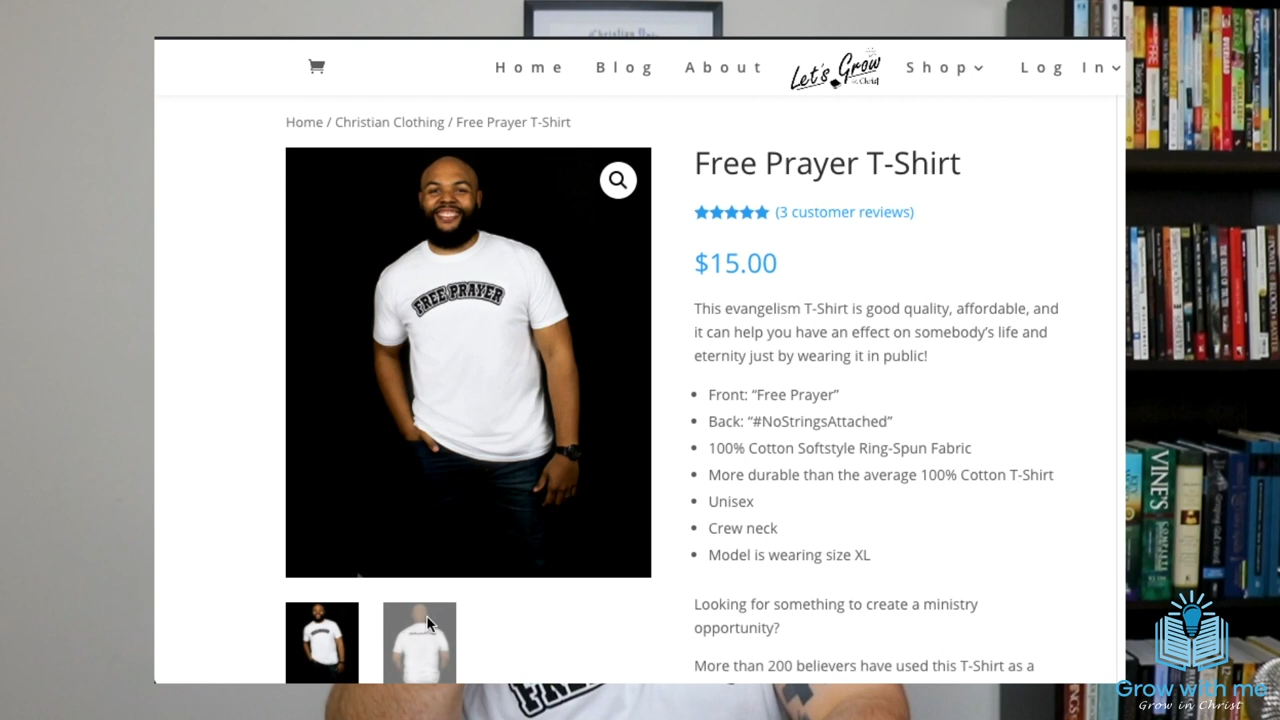 Home Blog About Let's Grow in Christ Shop Log In
Home / Christian Clothing / Free Prayer T-Shirt
FREE PRAYER
Free Prayer T-Shirt
(3 customer reviews)
$15.00
This evangelism T-Shirt is good quality, affordable, and
it can help you have an effect on somebody's life and
eternity just by wearing it in public!
Front: “Free Prayer”
Back: “#NoStringsAttached”
100% Cotton Softstyle Ring-Spun Fabric
More durable than the average 100% Cotton T-Shirt
Unisex
Crew neck
Model is wearing size XL
Looking for something to create a ministry
opportunity?
More than 200 believers have used this T-Shirt as a
VINE'S
Grow with me
Grow in Christ